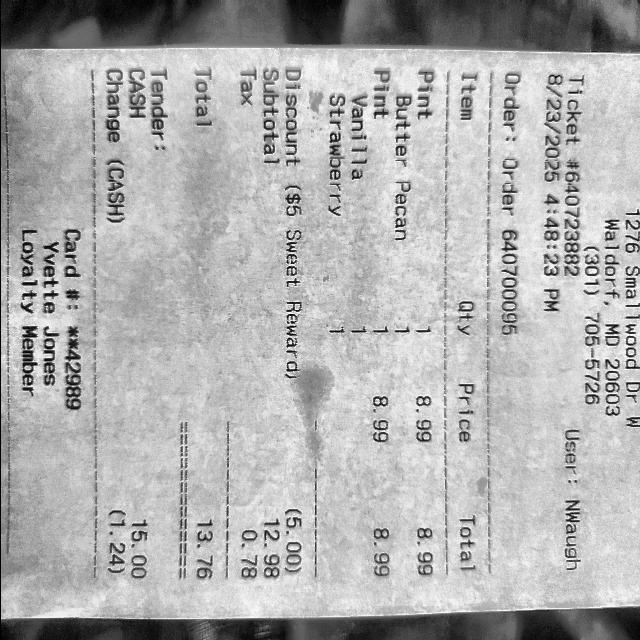 1276 Smallwood Dr W
Waldorf, MD 20603
(301) 705-5726
Ticket #640723882 User: NWaugh
8/23/2025 4:48:23 PM
Order: Order 640700695
Item Qty Price Total
Pint 1 8.99 8.99
Butter Pecan 1
Pint 1 8.99 8.99
Vanilla 1
Strawberry 1
Discount ($5 Sweet Reward) (5.00)
Subtotal 12.98
Tax 0.78
Total 13.76
Tender:
CASH 15.00
Change (CASH) (1.24)
Card #: **42989
Yvette Jones
Loyalty Member